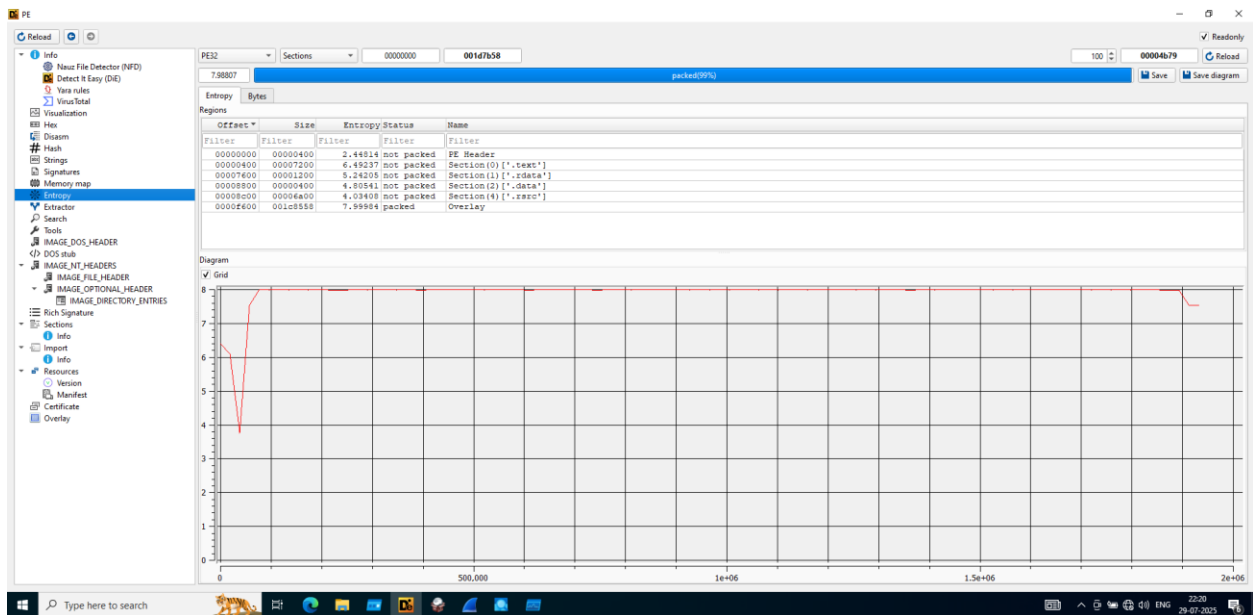 PE
Reload
Readonly
Info
Nauz File Detector (NFD)
Detect It Easy (DiE)
Yara rules
VirusTotal
Visualization
Hex
Disasm
Hash
Strings
Signatures
Memory map
Entropy
Extractor
Search
Tools
IMAGE_DOS_HEADER
DOS stub
IMAGE_NT_HEADERS
IMAGE_FILE_HEADER
IMAGE_OPTIONAL_HEADER
IMAGE_DIRECTORY_ENTRIES
Rich Signature
Sections
Info
Import
Info
Resources
Version
Manifest
Certificate
Overlay
PE32 Sections 00000000 001d7b58 100 00004b79 Reload
7.98807 packed(99%) Save Save diagram
Entropy Bytes
Regions
Offset Size Entropy Status Name
Filter Filter Filter Filter Filter
00000000 00000400 2.44814 not packed PE Header
00000400 00007200 6.49237 not packed Section(0)['.text']
00007600 00001200 5.24205 not packed Section(1)['.rdata']
00008800 00000400 4.80541 not packed Section(2)['.data']
00008c00 00006a00 4.03408 not packed Section(4)['.rsrc']
0000f600 001c8558 7.99984 packed Overlay
Diagram
Grid
8
7
6
5
4
3
2
1
0
0 500,000 1e+06 1.5e+06 2e+06
Type here to search
ENG
22:20
29-07-2025